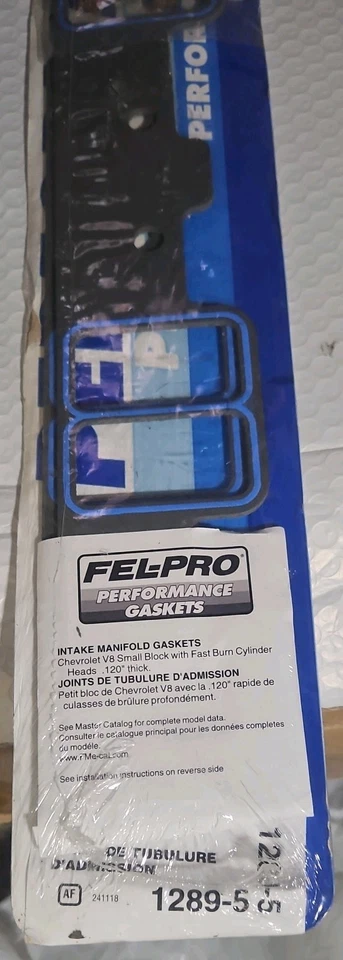 PERFO
P
FEL-PRO®
PERFORMANCE
GASKETS
INTAKE MANIFOLD GASKETS
Chevrolet V8 Small Block with Fast Burn Cylinder
Heads .120" thick.
JOINTS DE TUBULURE D'ADMISSION
Petit bloc de Chevrolet V8 avec la .120" rapide de
culasses de brûlure profondément.
See Master Catalog for complete model data.
Consulter le catalogue principal pour les données completes
du modéle.
See installation instructions on reverse side
DE TUBULURE
D'ADMISSION
AF 241118
1289-5